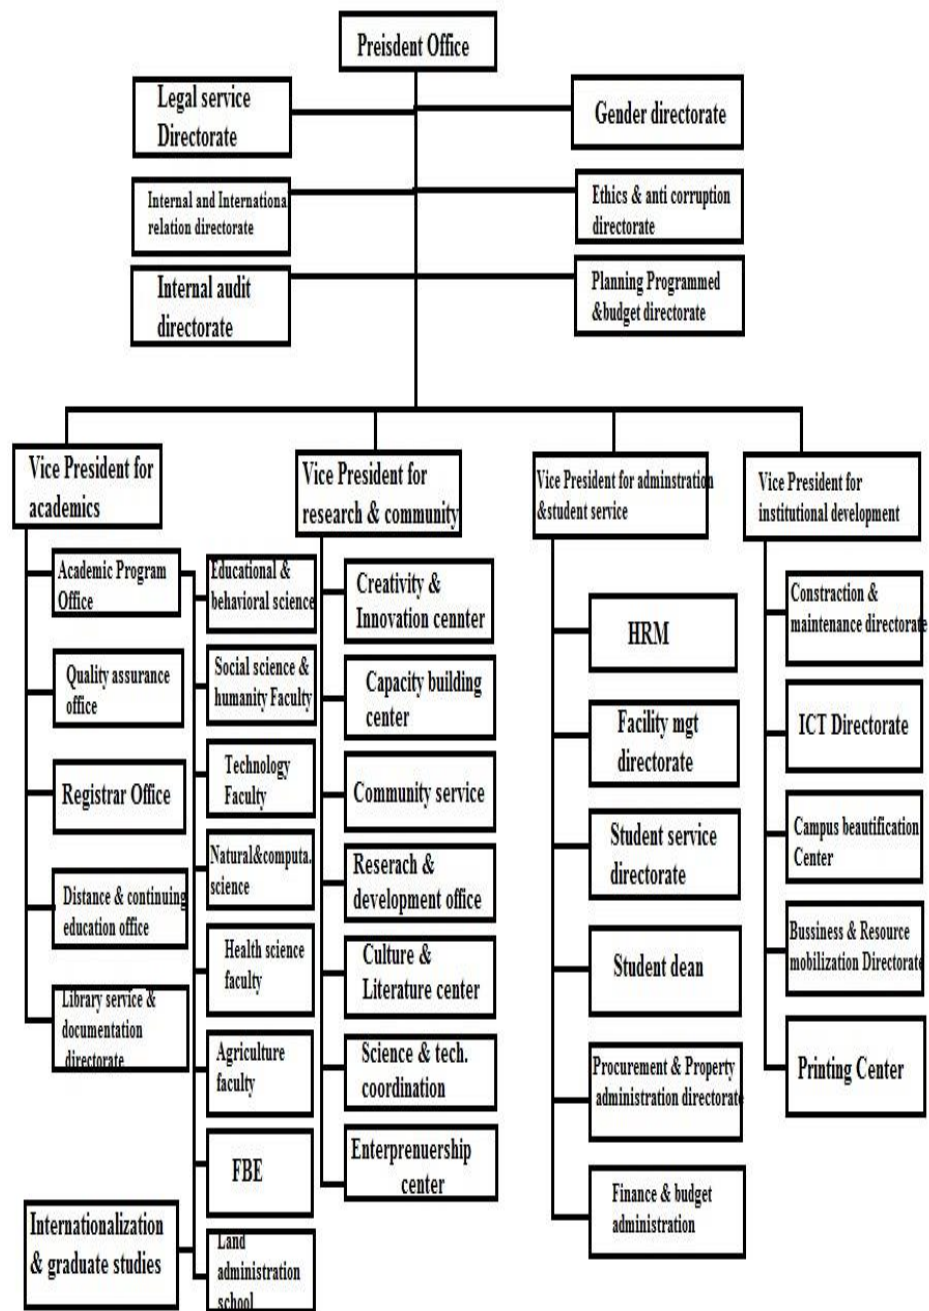 Preisdent Office
Legal service
Directorate
Gender directorate
Internal and Internationa
relation directorate
Ethics & anti corruption
directorate
Internal audit
directorate
Planning Programmed
&budget directorate
Vice President for
academics
Vice President for
research & community
Vice President for adminstration
&student service
Vice President for
institutional development
Academic Program
Office
Quality assurance
office
Registrar Office
Distance & continuing
education office
Library service &
documentation
directorate
Internationalization
& graduate studies
Educational &
behavioral science
Social science &
humanity Faculty
Technology
Faculty
Natural&computa.
science
Health science
faculty
Agriculture
faculty
FBE
Land
administration
school
Creativity &
Innovation cennter
Capacity building
center
Community service
Reserach &
development office
Culture &
Literature center
Science & tech.
coordination
Enterprenuership
center
HRM
Facility mgt
directorate
Student service
directorate
Student dean
Procurement & Property
administration directorate
Finance & budget
administration
Constraction &
maintenance directorate
ICT Directorate
Campus beautification
Center
Bussiness & Resource
mobilization Directorate
Printing Center